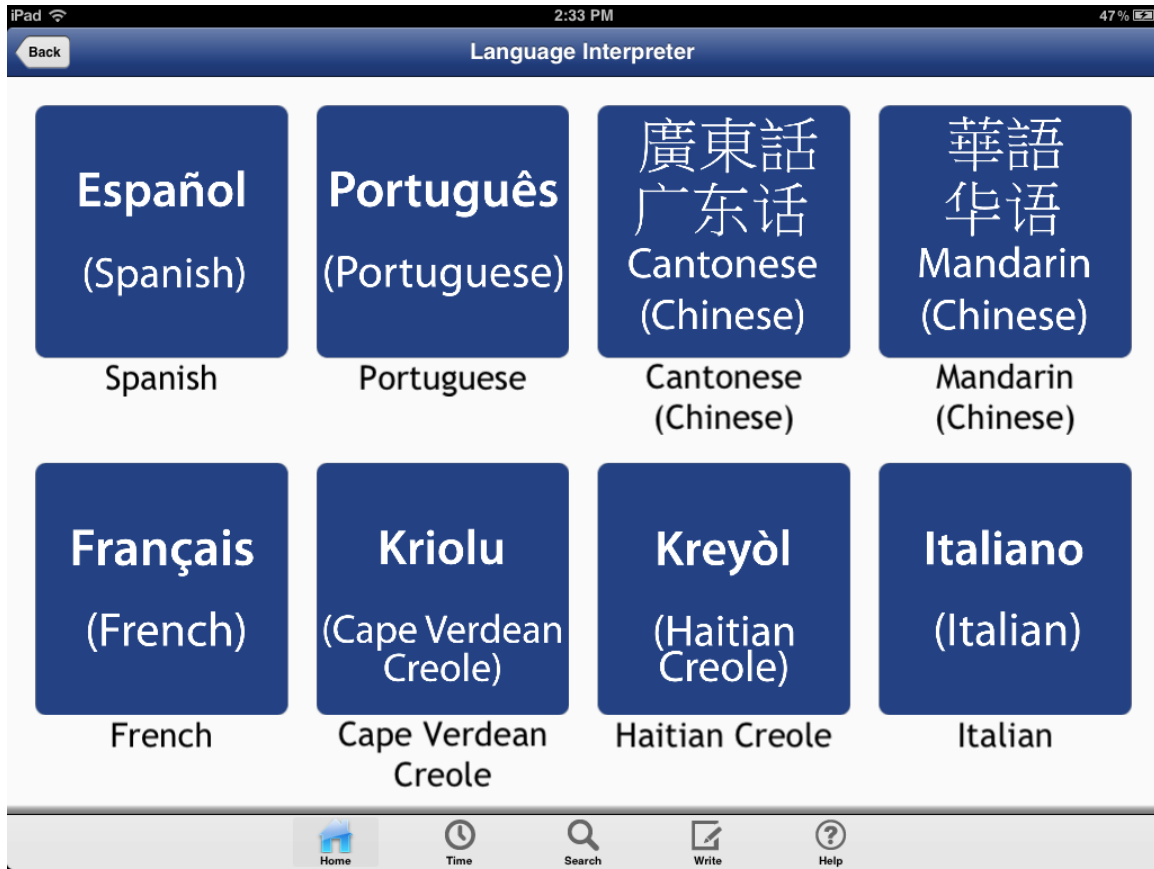 iPad 2:33 PM 47%
Back Language Interpreter
Español
(Spanish)
Spanish
Português
(Portuguese)
Portuguese
廣東話
广东话
Cantonese
(Chinese)
Cantonese
(Chinese)
華語
华语
Mandarin
(Chinese)
Mandarin
(Chinese)
Français
(French)
French
Kriolu
(Cape Verdean
Creole)
Cape Verdean
Creole
Kreyòl
(Haitian
Creole)
Haitian Creole
Italiano
(Italian)
Italian
Home Time Search Write Help